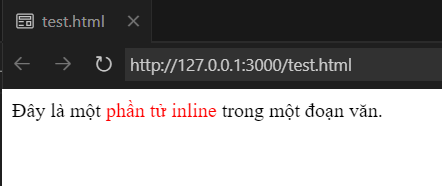 test.html
http://127.0.0.1:3000/test.html
Đây là một phần tử inline trong một đoạn văn.